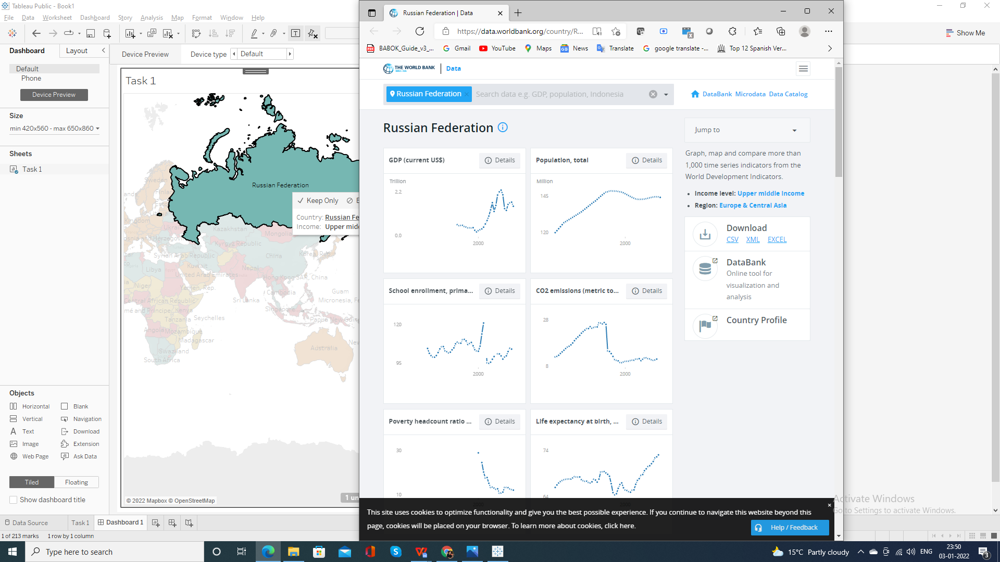 Tableau Public - Book1
File Data Worksheet Dashboard Story Analysis Map Format Window Help
Show Me
Dashboard Layout
Default
Phone
Device Preview
Size
min 420x560 - max 650x860
Sheets
Task 1
Objects
Horizontal Blank
Vertical Navigation
Text Download
Image Extension
Web Page Ask Data
Tiled Floating
Show dashboard title
Device Preview Device type Default
Task 1
Sweden
Ukraine
Russian Federation
Keep Only
Country: Russian Fe
Income: Upper mid
Kazakhstan
Mongolia
Kyrgyz Republic
Syrian Arab Republic
China
Korea, Rep.
Kuwait
Libya
Nepal
United Arab Emirates
Hong Kong SAR, China
Niger
Yemen, Rep.
Guam
Cambodia
Central African Republic
Sri Lanka
Micronesia, Fe
Singapore
Kenya
Tanzania Seychelles
Papua New Guin
Angola Mozambique
Madagascar
Australia
Swaziland
South Africa
© 2022 Mapbox © OpenStreetMap
1 un
Data Source Task 1 Dashboard 1
1 of 213 marks 1 row by 1 column
Russian Federation | Data
https://data.worldbank.org/country/R...
BABOK_Guide_v3_... Gmail YouTube Maps News Translate google translate -... Top 12 Spanish Ver...
THE WORLD BANK
IBRD • IDA
Data
Russian Federation × Search data e.g. GDP, population, Indonesia
DataBank Microdata Data Catalog
Russian Federation
GDP (current US$) Details
Trillion
2.2
0.0
2000
Population, total Details
Million
145
120
2000
School enrollment, prima... Details
120
95
2000
CO2 emissions (metric to... Details
28
8
2000
Poverty headcount ratio ... Details
30
10
Life expectancy at birth, ... Details
74
64
Jump to
Graph, map and compare more than
1,000 time series indicators from the
World Development Indicators.
Income level: Upper middle income
Region: Europe & Central Asia
Download
CSV XML EXCEL
DataBank
Online tool for
visualization and
analysis
Country Profile
This site uses cookies to optimize functionality and give you the best possible experience. If you continue to navigate this website beyond this
page, cookies will be placed on your browser. To learn more about cookies, click here.
Help / Feedback
Activate Windows
Go to Settings to activate Windows.
Type here to search
15°C Partly cloudy ENG 23:50
03-01-2022
3